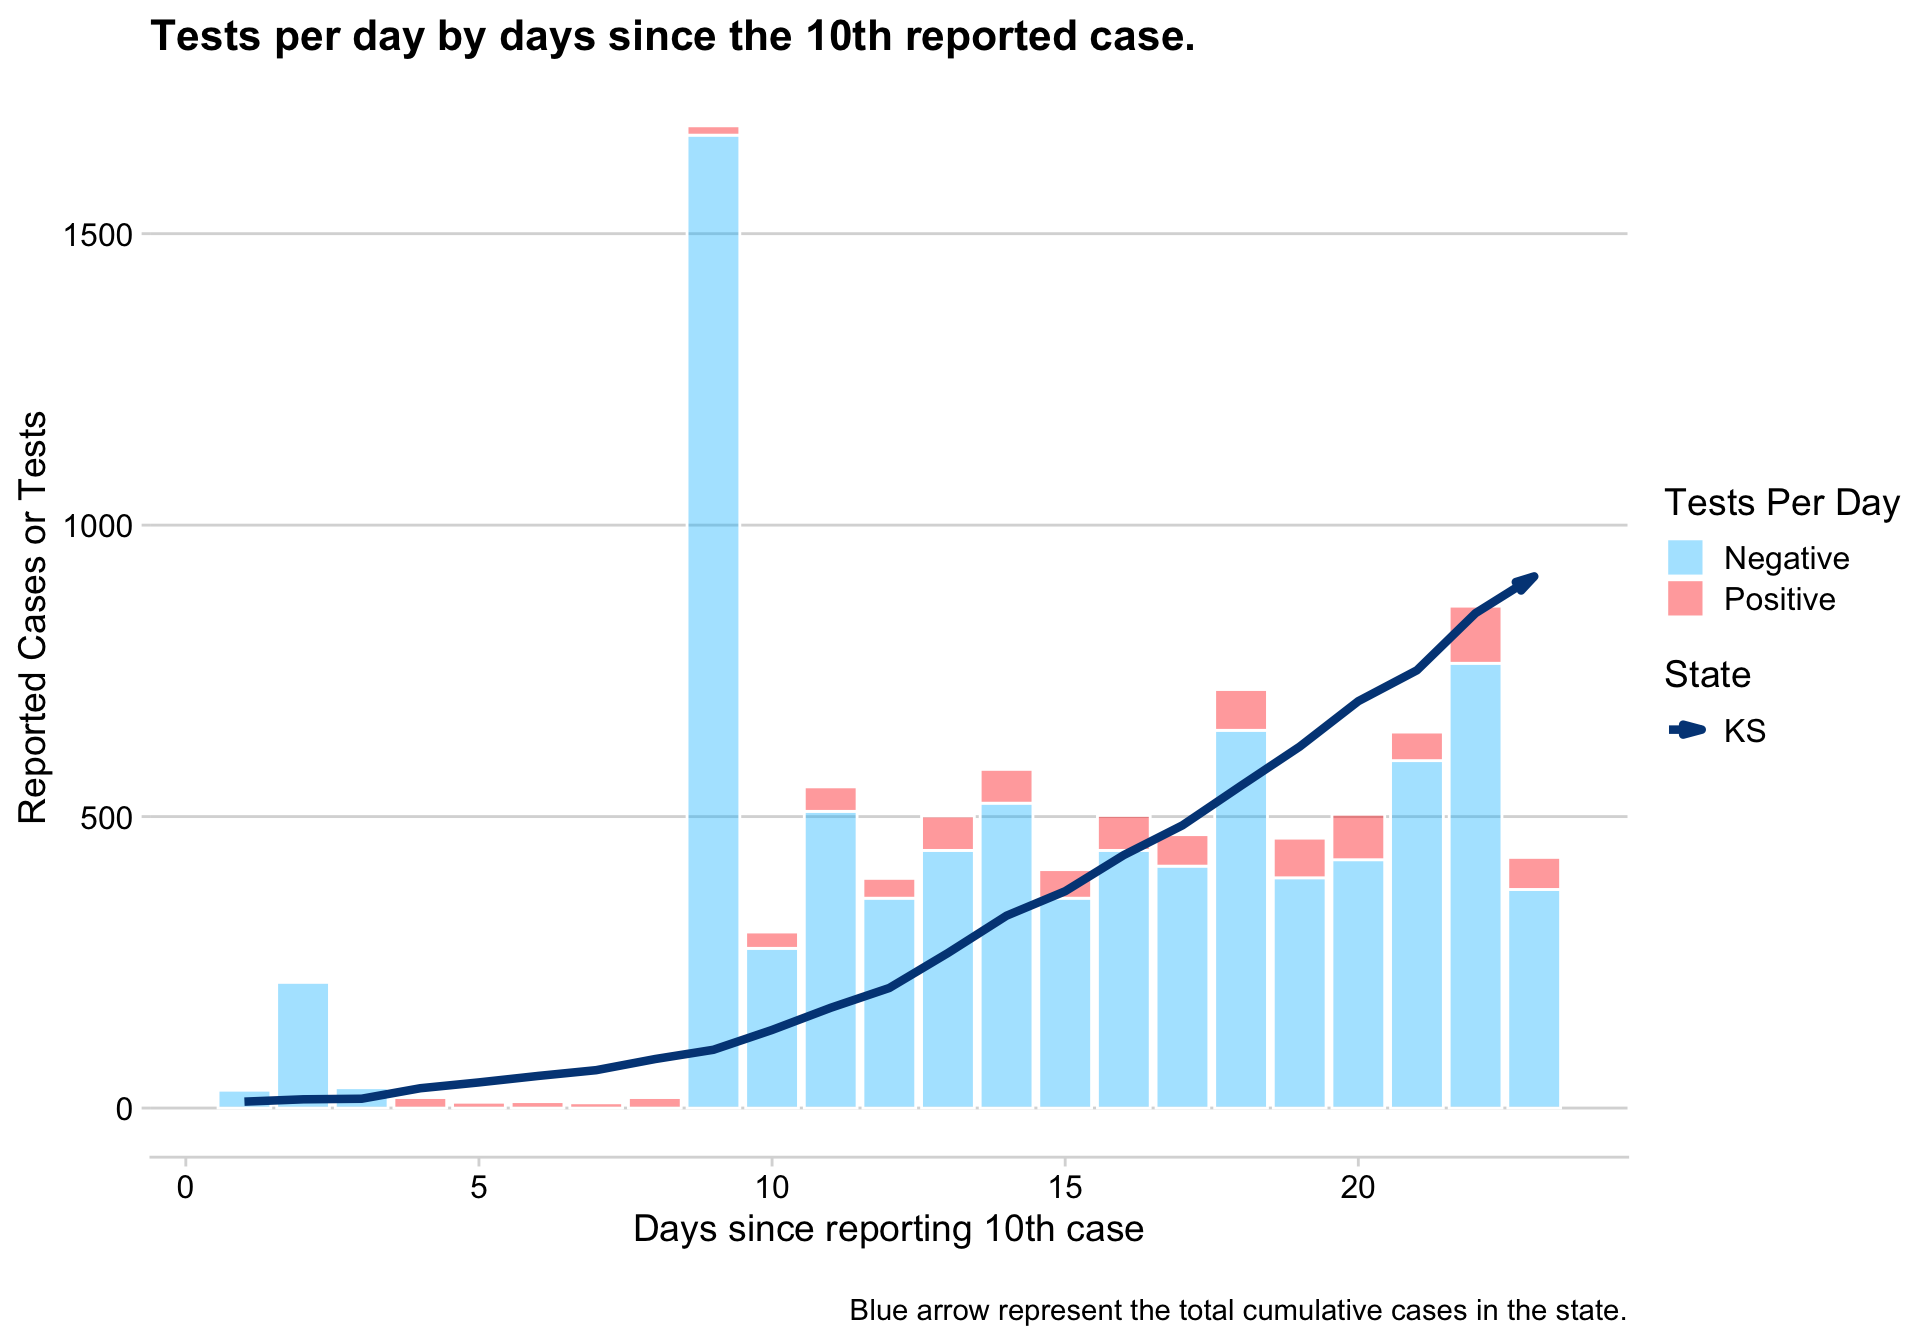 Tests per day by days since the 10th reported case.
Reported Cases or Tests
1500
1000
500
0
0 5 10 15 20
Days since reporting 10th case
Tests Per Day
Negative
Positive
State
KS
Blue arrow represent the total cumulative cases in the state.